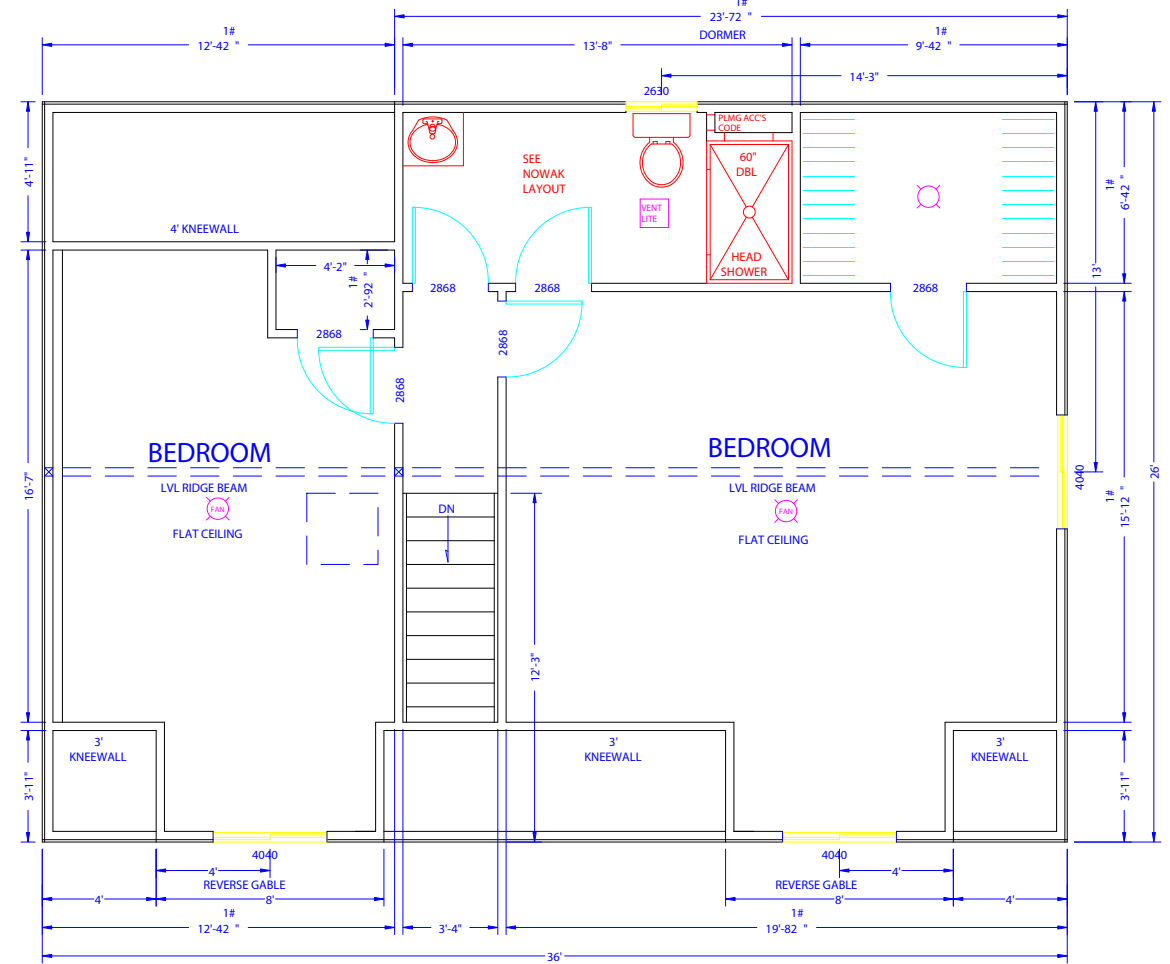 1#
23'-72 "
1#
12'-42 "
13'-8"
DORMER
1#
9'-42 "
14'-3"
2630
PLMG ACC'S
CODE
4'-11"
SEE
NOWAK
LAYOUT
60"
DBL
VENT
LITE
HEAD
SHOWER
1#
6'-42 "
4' KNEEWALL
4'-2"
1#
2'-92 "
13'
2868
2868
2868
2868
2868
2868
BEDROOM
BEDROOM
LVL RIDGE BEAM
LVL RIDGE BEAM
FAN
FAN
FLAT CEILING
FLAT CEILING
DN
16'-7"
4040
26'
1#
15'-12 "
12'-3"
3'
KNEEWALL
3'
KNEEWALL
3'
KNEEWALL
3'-11"
3'-11"
4040
4040
4'
4'
REVERSE GABLE
REVERSE GABLE
4'
8'
8'
4'
1#
12'-42 "
3'-4"
1#
19'-82 "
36'